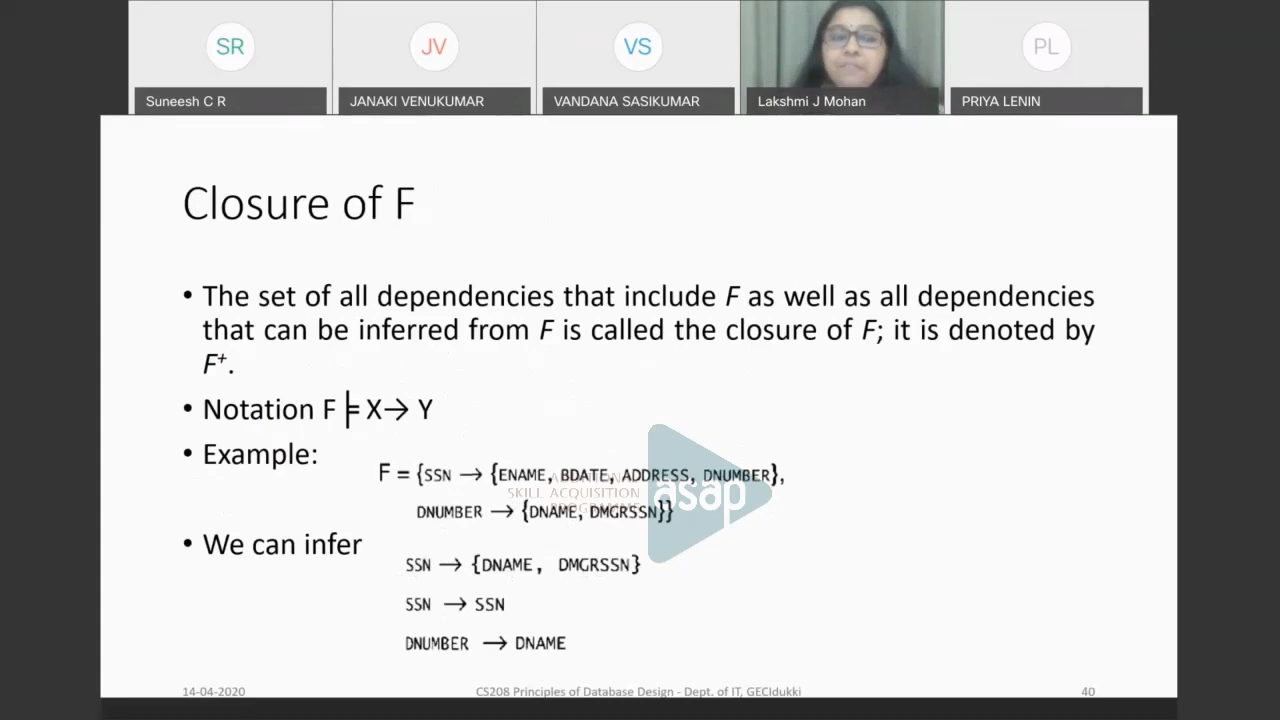 SR
JV
VS
PL
Suneesh C R
JANAKI VENUKUMAR
VANDANA SASIKUMAR
Lakshmi J Mohan
PRIYA LENIN
Closure of F
• The set of all dependencies that include F as well as all dependencies
that can be inferred from F is called the closure of F; it is denoted by
F⁺.
• Notation F ⊨ X→ Y
• Example:
F = {SSN → {ENAME, BDATE, ADDRESS, DNUMBER},
SKILL ACQUISITION
asap
DNUMBER → {DNAME, DMGRSSN}}
• We can infer
SSN → {DNAME, DMGRSSN}
SSN → SSN
DNUMBER → DNAME
14-04-2020
CS208 Principles of Database Design - Dept. of IT, GECIdukki
40